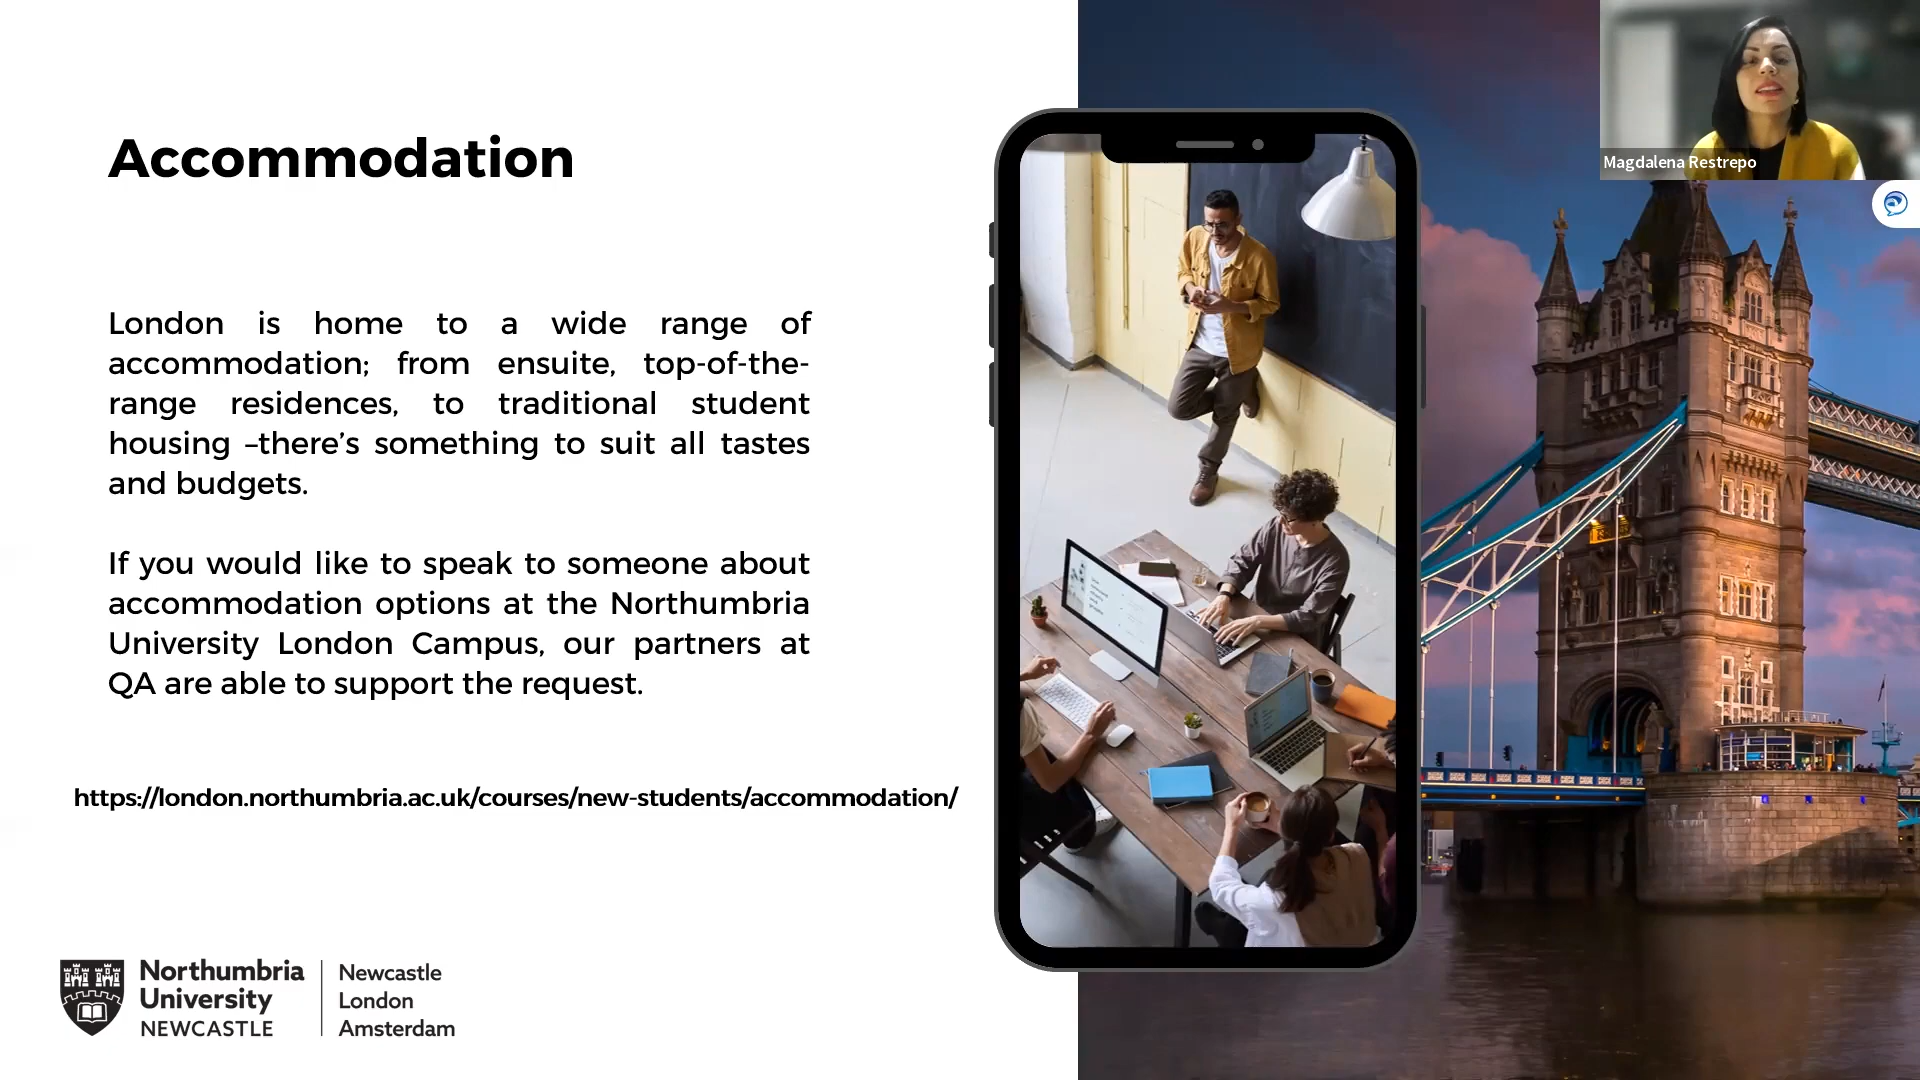 Accommodation
London is home to a wide range of
accommodation; from ensuite, top-of-the-
range residences, to traditional student
housing –there’s something to suit all tastes
and budgets.
If you would like to speak to someone about
accommodation options at the Northumbria
University London Campus, our partners at
QA are able to support the request.
https://london.northumbria.ac.uk/courses/new-students/accommodation/
Northumbria
University
NEWCASTLE
Newcastle
London
Amsterdam
Magdalena Restrepo